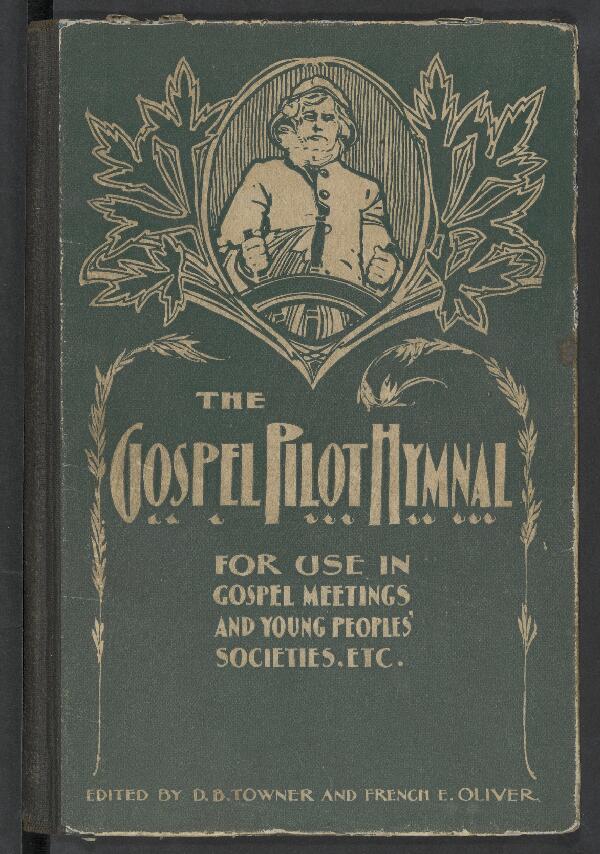 THE
GOSPEL PILOT HYMNAL
FOR USE IN
GOSPEL MEETINGS
AND YOUNG PEOPLES'
SOCIETIES. ETC.
EDITED BY D. B. TOWNER AND FRENCH E. OLIVER.